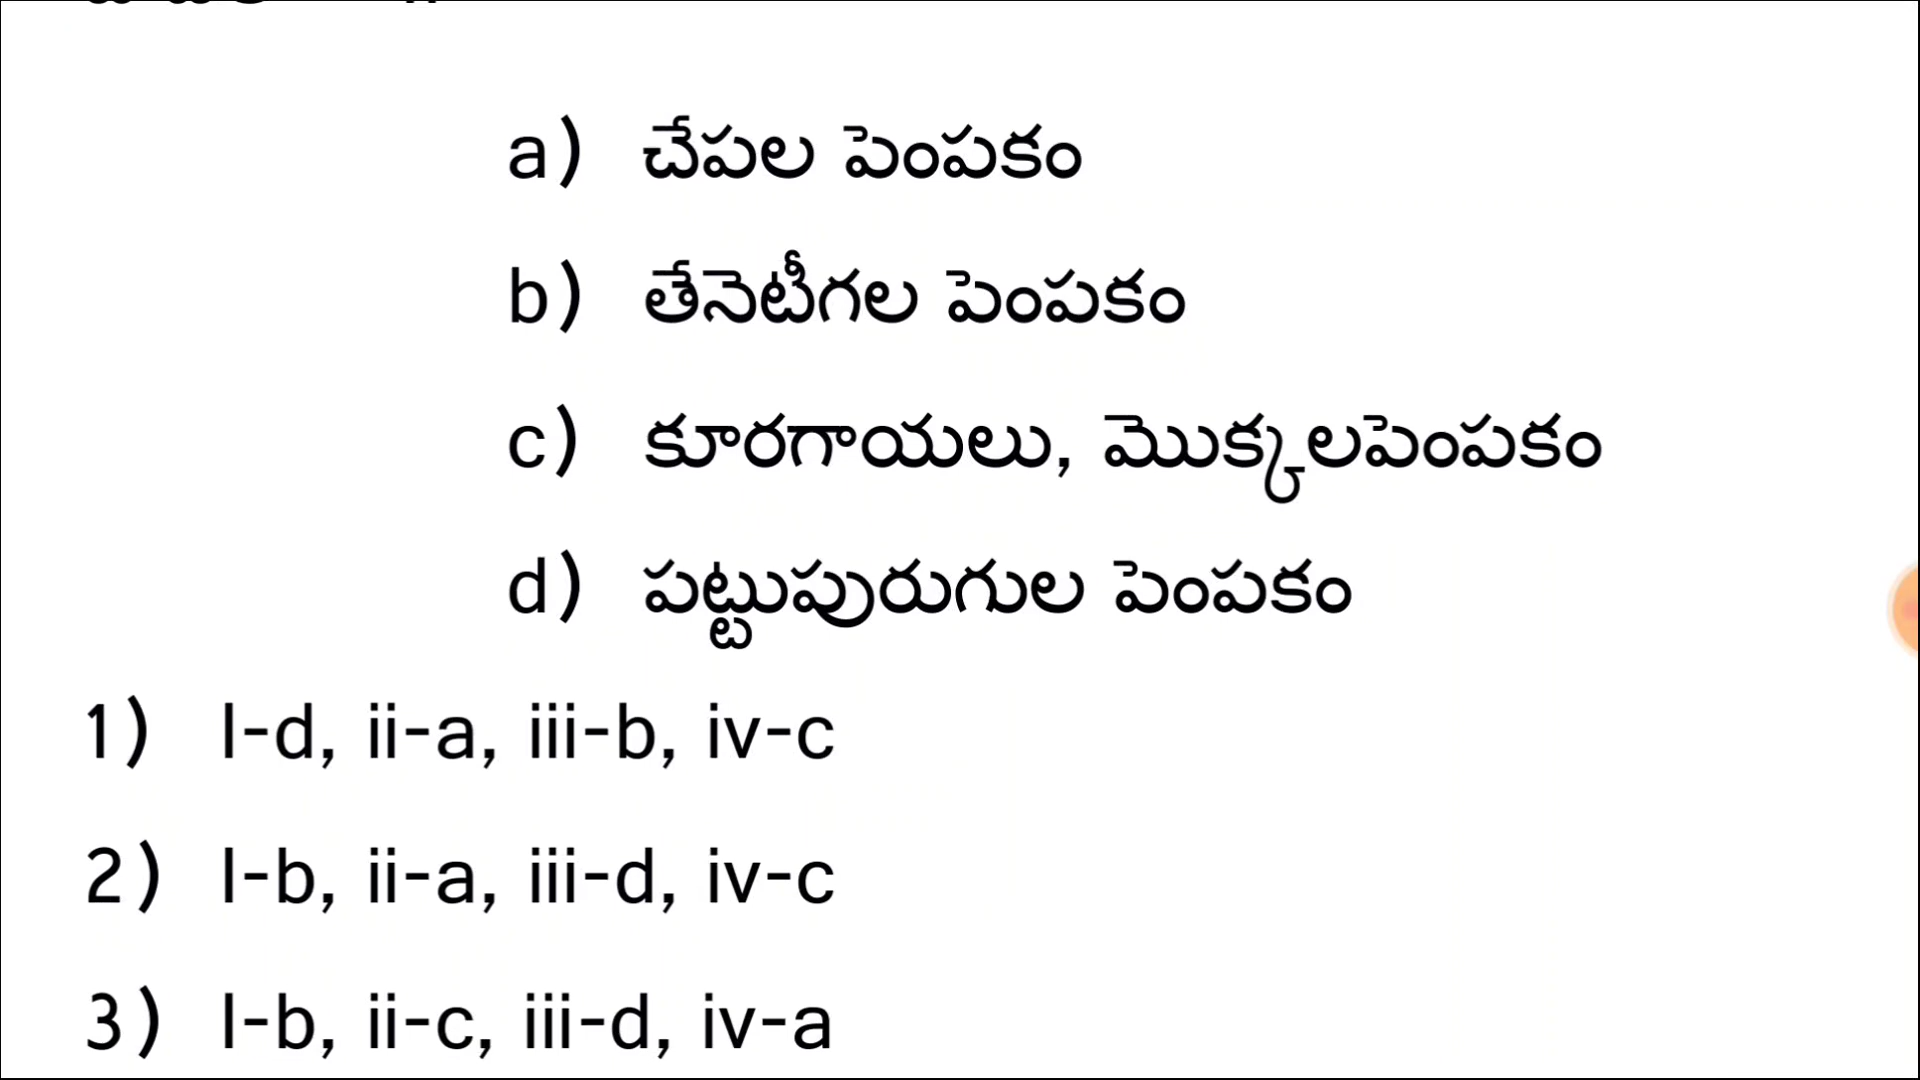 a) చేపల పెంపకం
b) తేనెటీగల పెంపకం
c) కూరగాయలు, మొక్కలపెంపకం
d) పట్టుపురుగుల పెంపకం
1) I-d, ii-a, iii-b, iv-c
2) I-b, ii-a, iii-d, iv-c
3) I-b, ii-c, iii-d, iv-a